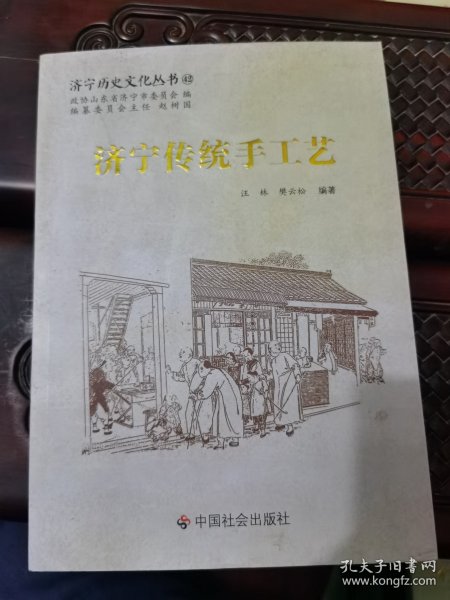 济宁历史文化丛书㊷
政协山东省济宁市委员会 编
编纂委员会主任 赵树国
济宁传统手工艺
汪林 樊云松 编著
中国社会出版社
孔夫子旧书网
www.kongfz.com